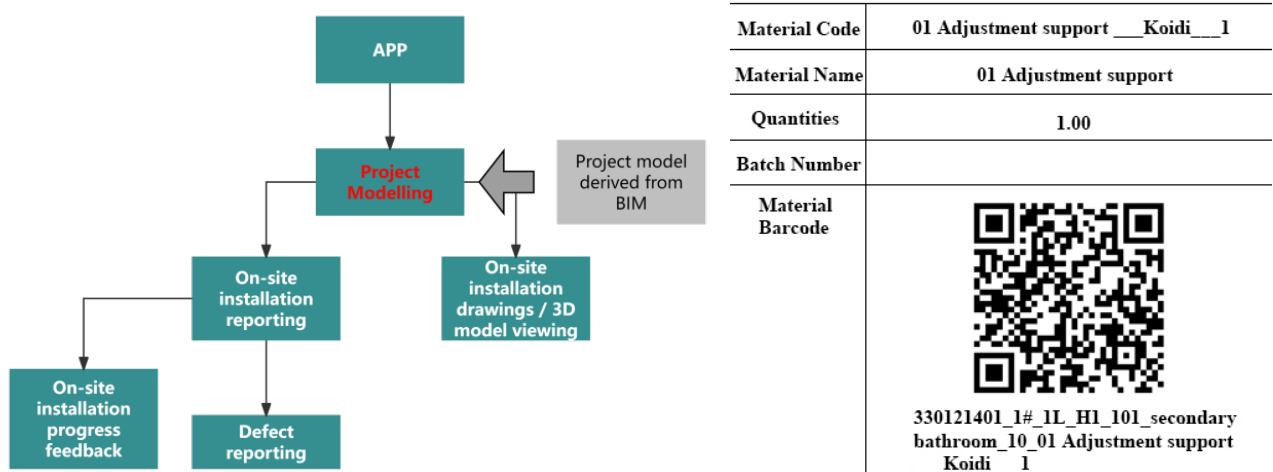 APP
Project
Modelling
Project model
derived from
BIM
On-site
installation
reporting
On-site
installation
drawings / 3D
model viewing
On-site
installation
progress
feedback
Defect
reporting
Material Code
01 Adjustment support ___Koidi___1
Material Name
01 Adjustment support
Quantities
1.00
Batch Number
Material
Barcode
330121401_1#_1L_H1_101_secondary
bathroom_10_01 Adjustment support
___Koidi___1